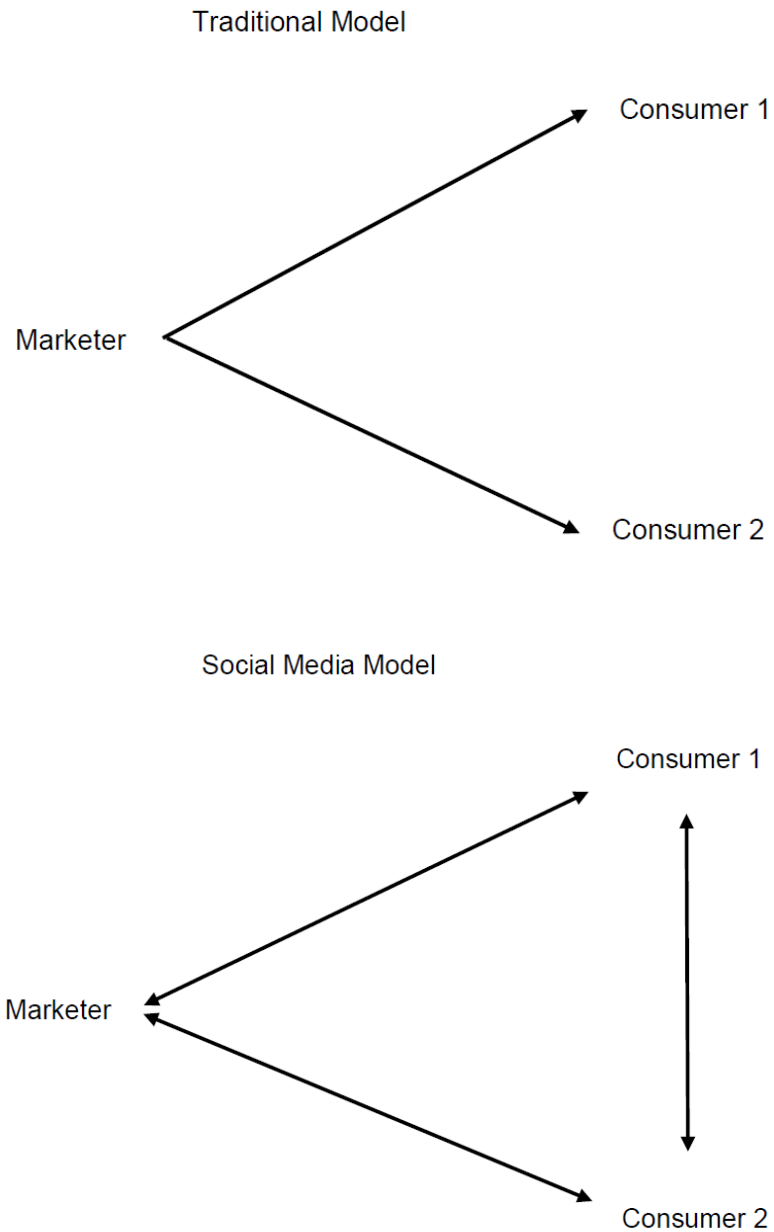 Traditional Model
Consumer 1
Marketer
Consumer 2
Social Media Model
Consumer 1
Marketer
Consumer 2